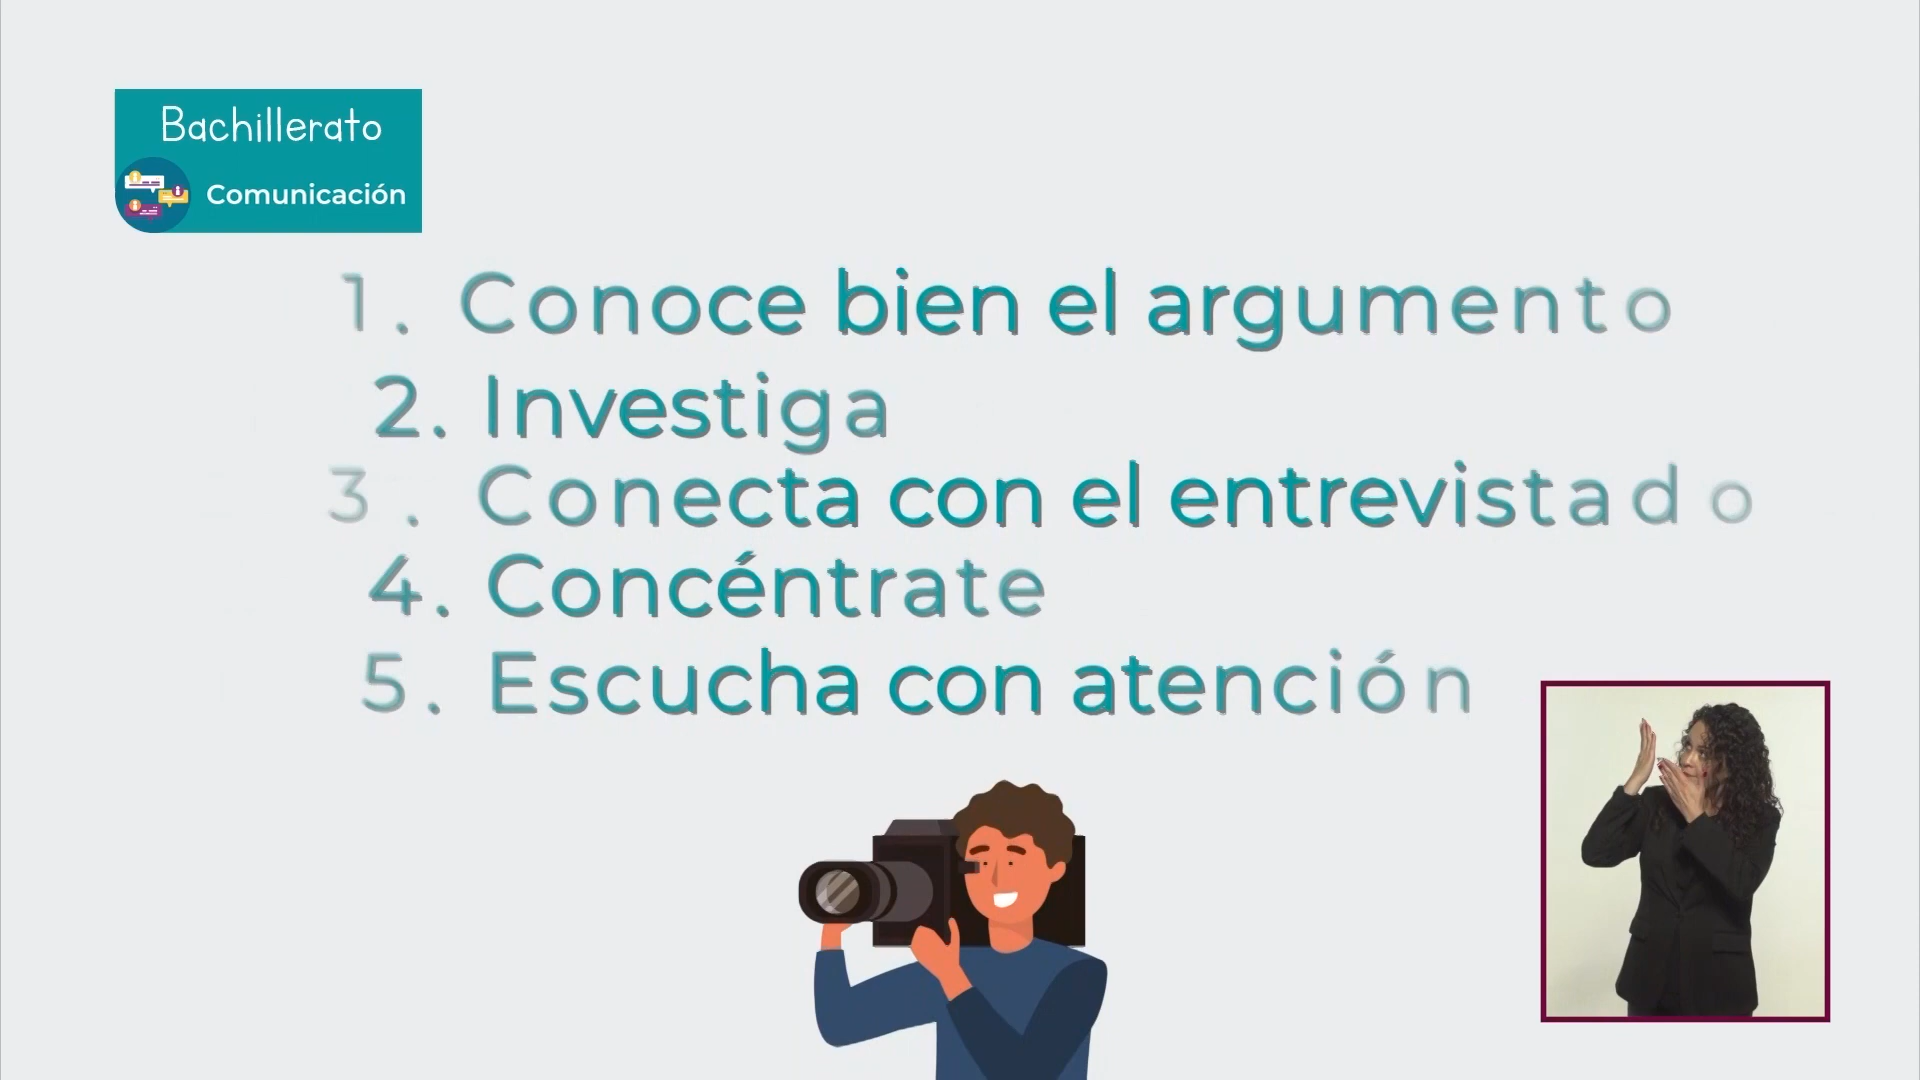 Bachillerato
Comunicación
1. Conoce bien el argumento
2. Investiga
3. Conecta con el entrevistado
4. Concéntrate
5. Escucha con atención